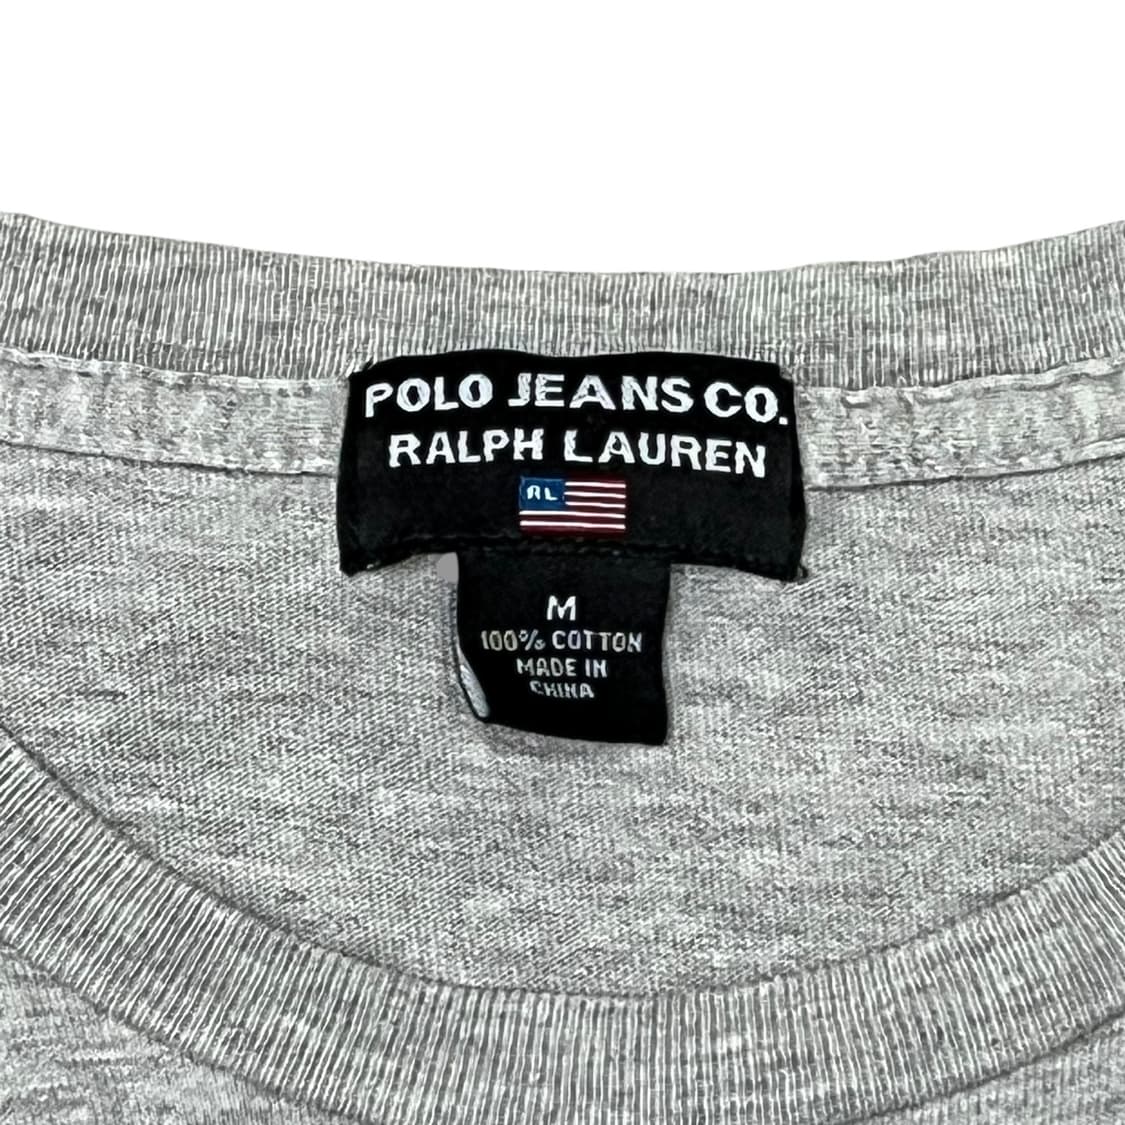 POLO JEANS CO.
RALPH LAUREN
RL
M
100% COTTON
MADE IN
CHINA